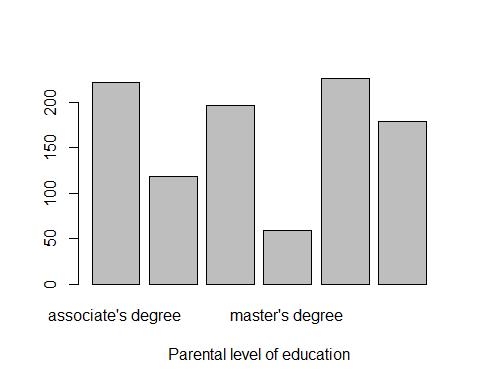 200
150
100
50
0
associate's degree master's degree
Parental level of education